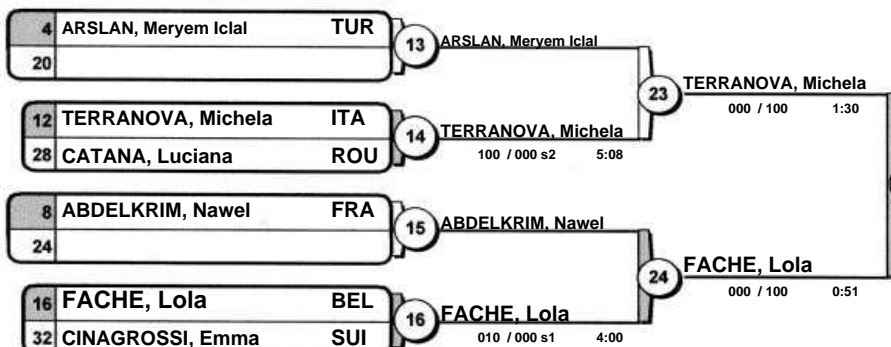 4 ARSLAN, Meryem Iclal TUR
20
13 ARSLAN, Meryem Iclal
12 TERRANOVA, Michela ITA
28 CATANA, Luciana ROU
14 TERRANOVA, Michela
100 / 000 s2 5:08
23 TERRANOVA, Michela
000 / 100 1:30
8 ABDELKRIM, Nawel FRA
24
15 ABDELKRIM, Nawel
16 FACHE, Lola BEL
32 CINAGROSSI, Emma SUI
16 FACHE, Lola
010 / 000 s1 4:00
24 FACHE, Lola
000 / 100 0:51